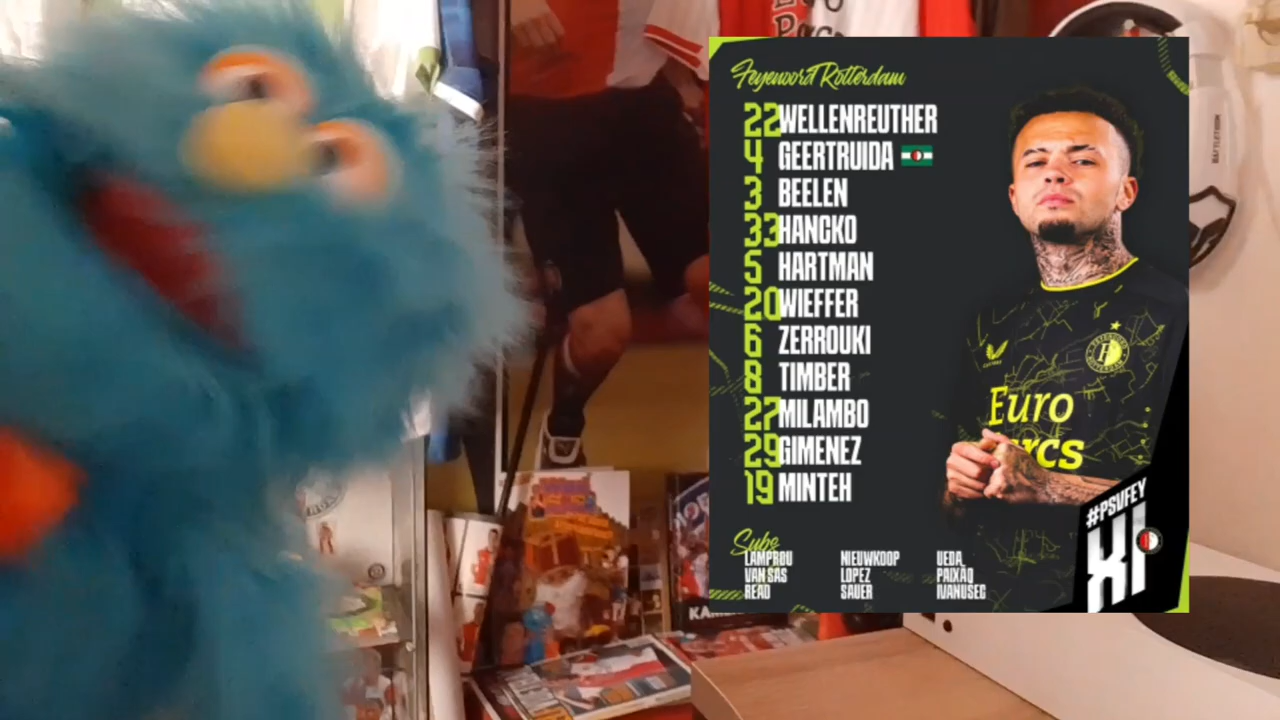 Feyenoord Rotterdam
22 WELLENREUTHER
4 GEERTRUIDA
3 BEELEN
33 HANCKO
5 HARTMAN
20 WIEFFER
6 ZERROUKI
8 TIMBER
27 MILAMBO
29 GIMENEZ
19 MINTEH
Subs
LAMPROU NIEUWKOOP UEDA
VAN SAS LOPEZ PAIXÃO
READ SAUER IVANUSEC
Euro
#PSVFEY
XI